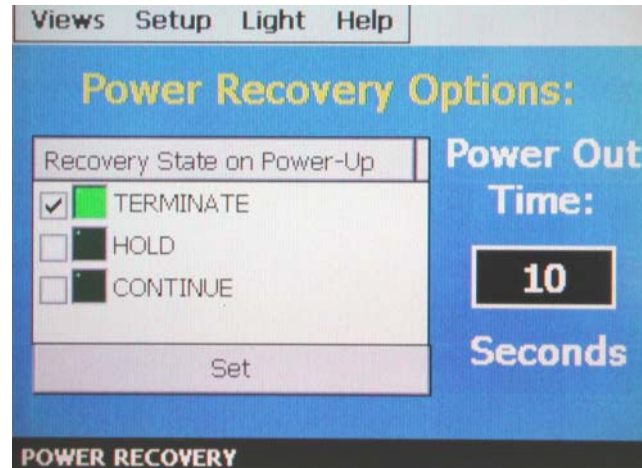 Views Setup Light Help
Power Recovery Options:
Recovery State on Power-Up
TERMINATE
HOLD
CONTINUE
Set
Power Out
Time:
10
Seconds
POWER RECOVERY